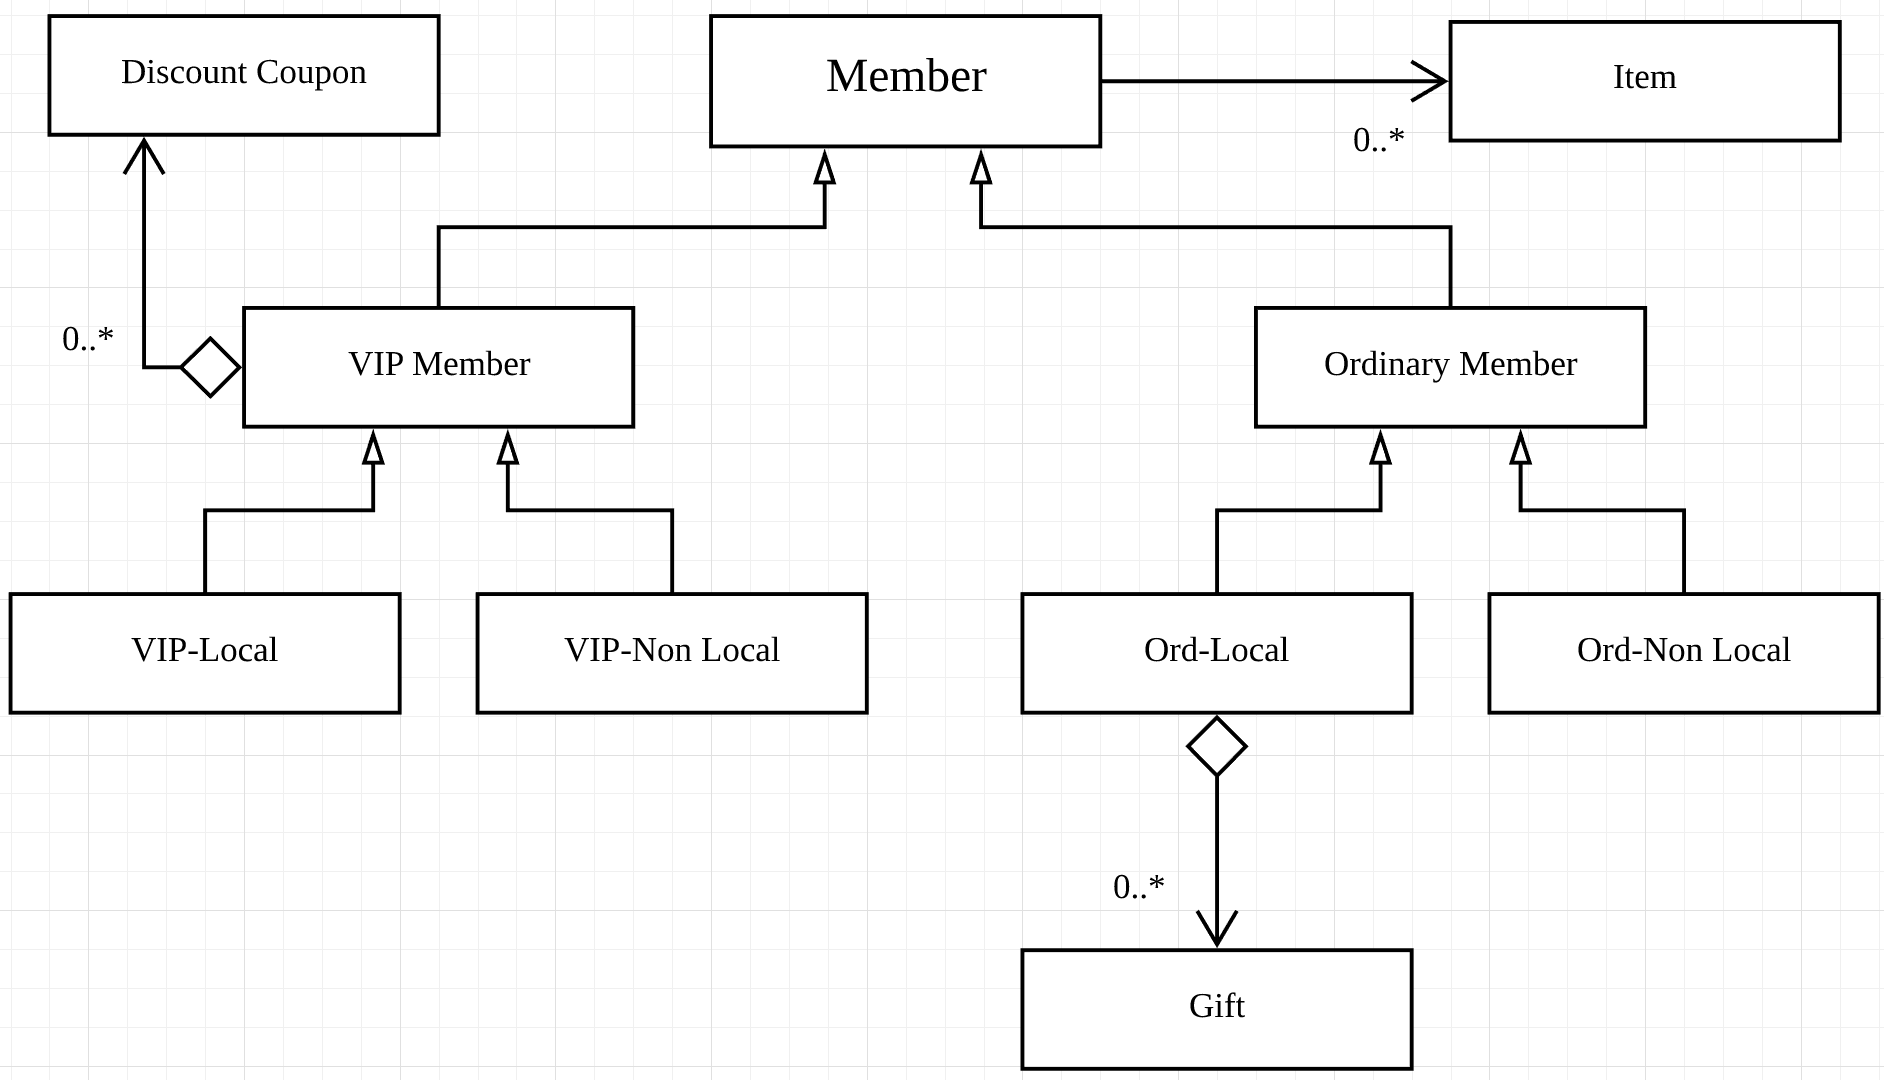 Discount Coupon
Member
Item
0..*
0..*
VIP Member
Ordinary Member
VIP-Local
VIP-Non Local
Ord-Local
Ord-Non Local
0..*
Gift